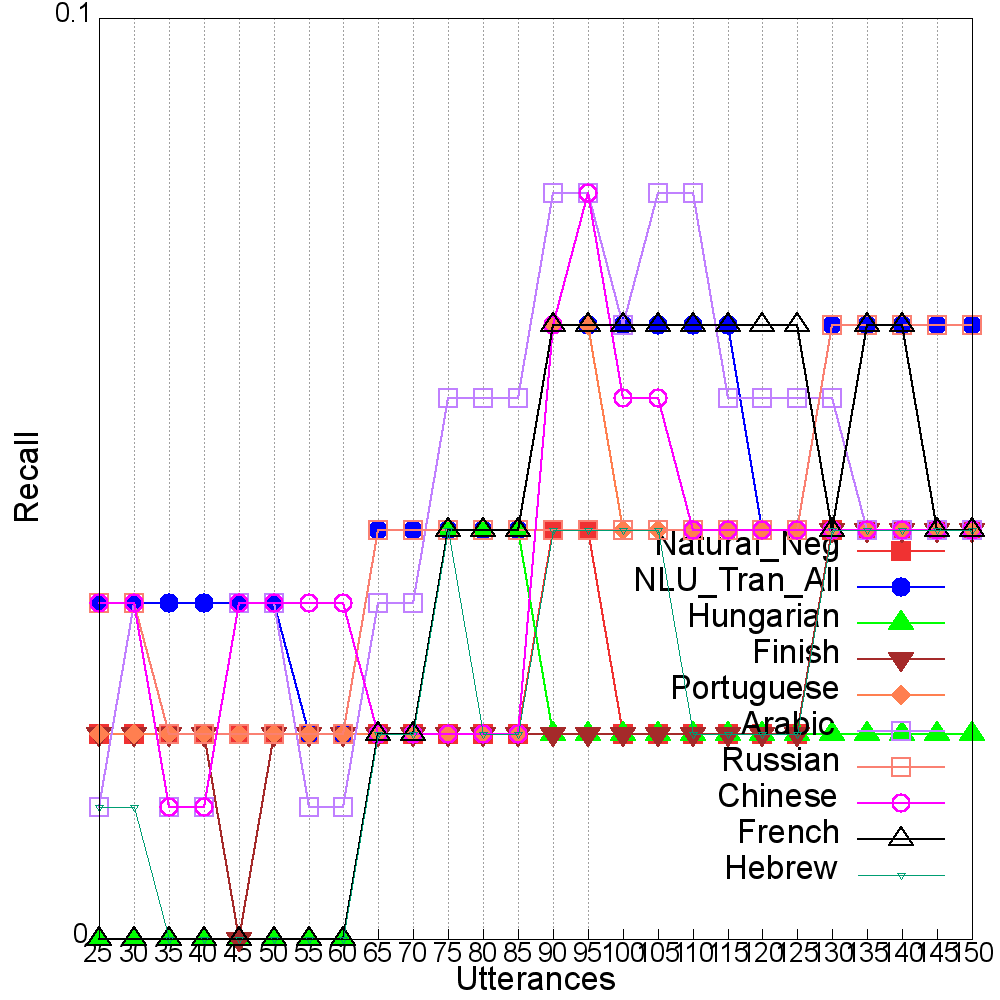 0.1
Recall
Natural_Neg
NLU_Tran_All
Hungarian
Finish
Portuguese
Arabic
Russian
Chinese
French
Hebrew
0
25 30 35 40 45 50 55 60 65 70 75 80 85 90 95 100 105 110 115 120 125 130 135 140 145 150
Utterances